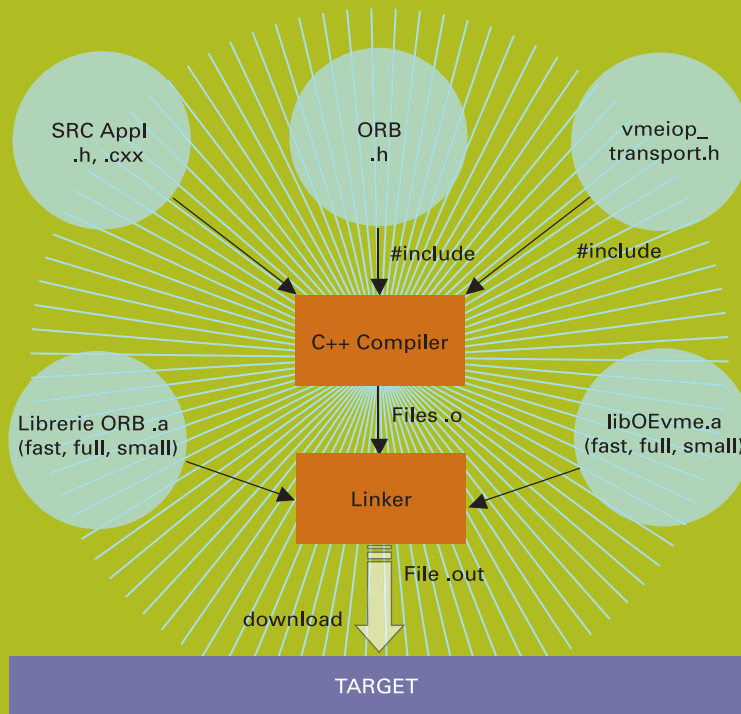 SRC Appl
.h, .cxx
ORB
.h
vmeiop_
transport.h
#include
#include
C++ Compiler
Files .o
Librerie ORB .a
(fast, full, small)
libOEvme.a
(fast, full, small)
Linker
File .out
download
TARGET